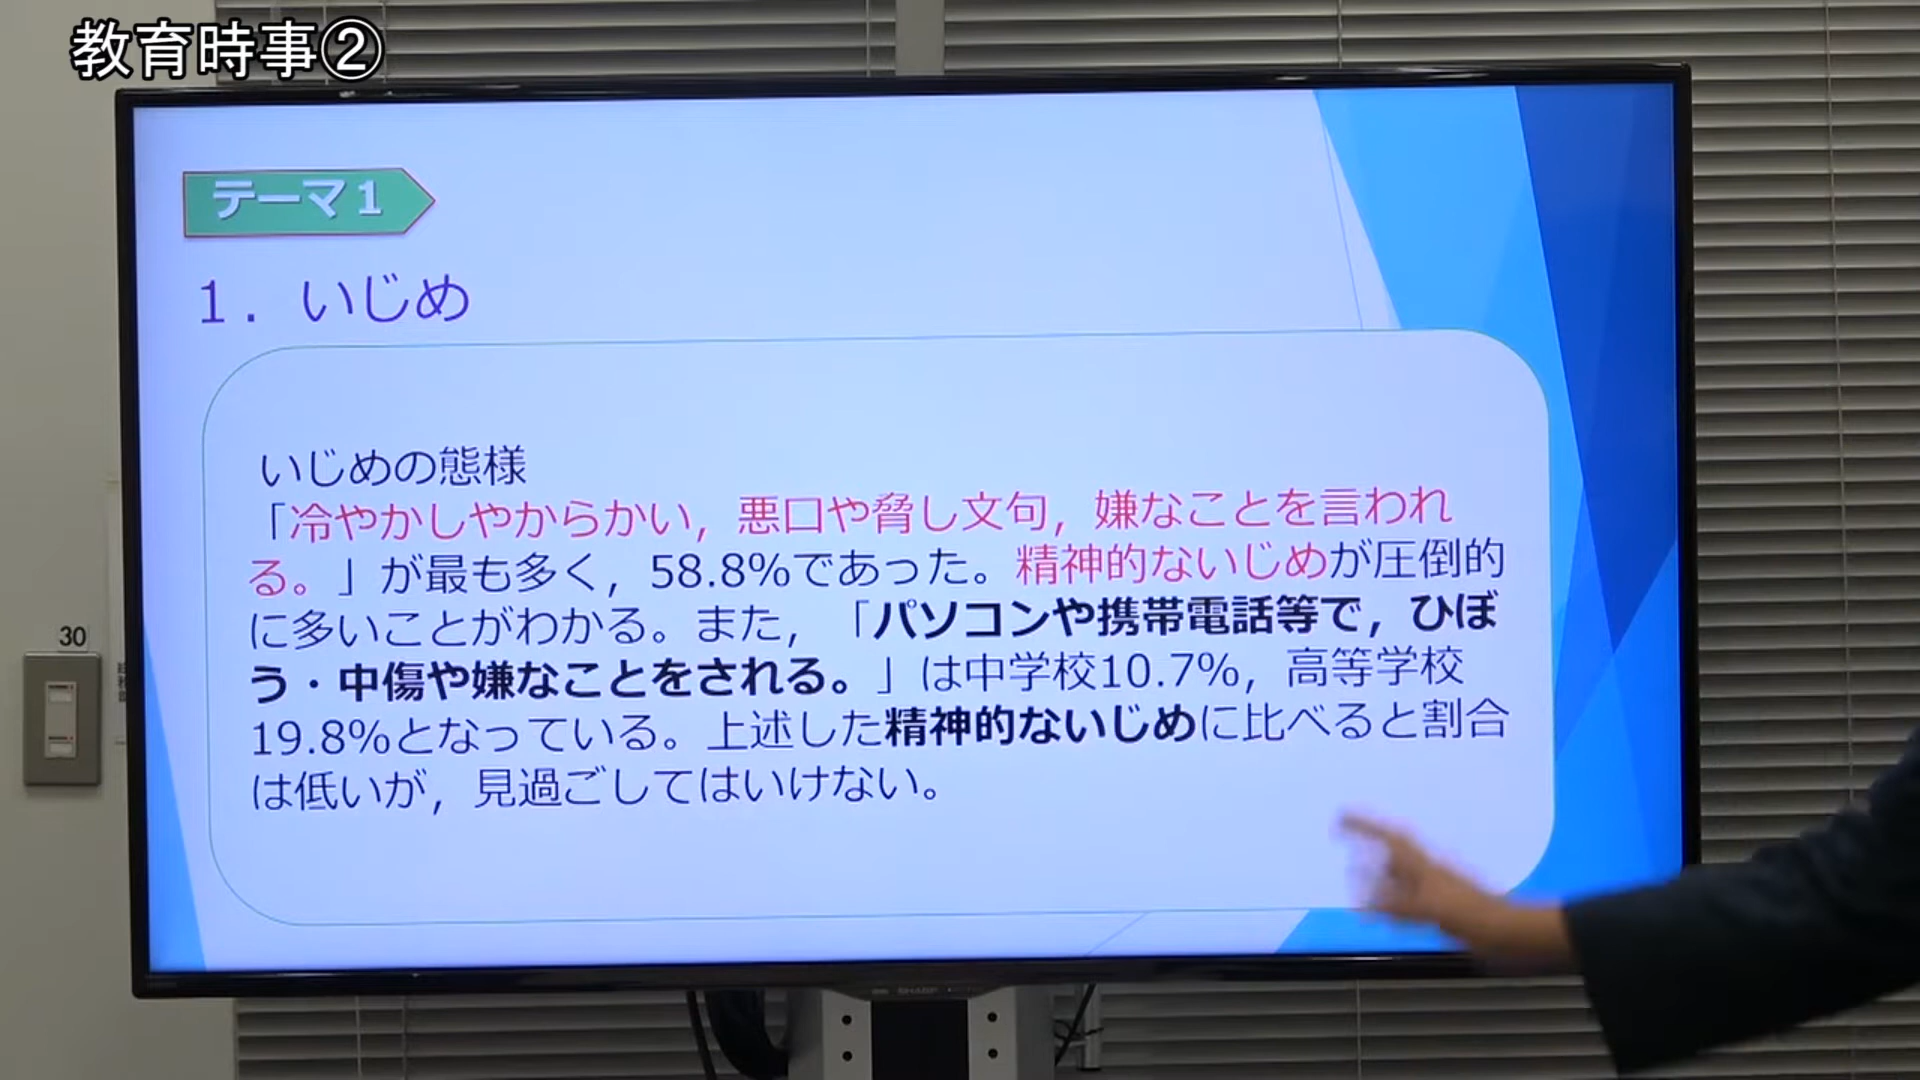 教育時事②
テーマ1
1．いじめ
いじめの態様
「冷やかしやからかい，悪口や脅し文句，嫌なことを言われ
る。」が最も多く，58.8%であった。精神的ないじめが圧倒的
に多いことがわかる。また，「パソコンや携帯電話等で，ひぼ
う・中傷や嫌なことをされる。」は中学校10.7%，高等学校
19.8%となっている。上述した精神的ないじめに比べると割合
は低いが，見過ごしてはいけない。
30